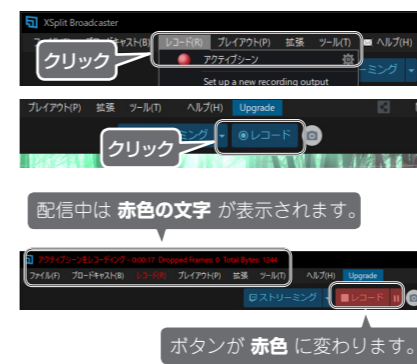 XSplit Broadcaster
キャスト(B) レコード(R) プレイアウト(P) 拡張 ツール(T) ヘルプ(H)
クリック
アクティブシーン
ーミング
Set up a new recording output
プレイアウト(P) 拡張 ツール(T) ヘルプ(H) Upgrade
ーミング レコード
クリック
配信中は 赤色の文字 が表示されます。
アクティブシーンをレコーディング - 0:00:17 Dropped Frames: 0 Total Bytes: 1244
ファイル(F) ブロードキャスト(B) レコード(R) プレイアウト(P) 拡張 ツール(T) ヘルプ(H) Upgrade
ストリーミング レコード
ボタンが 赤色 に変わります。